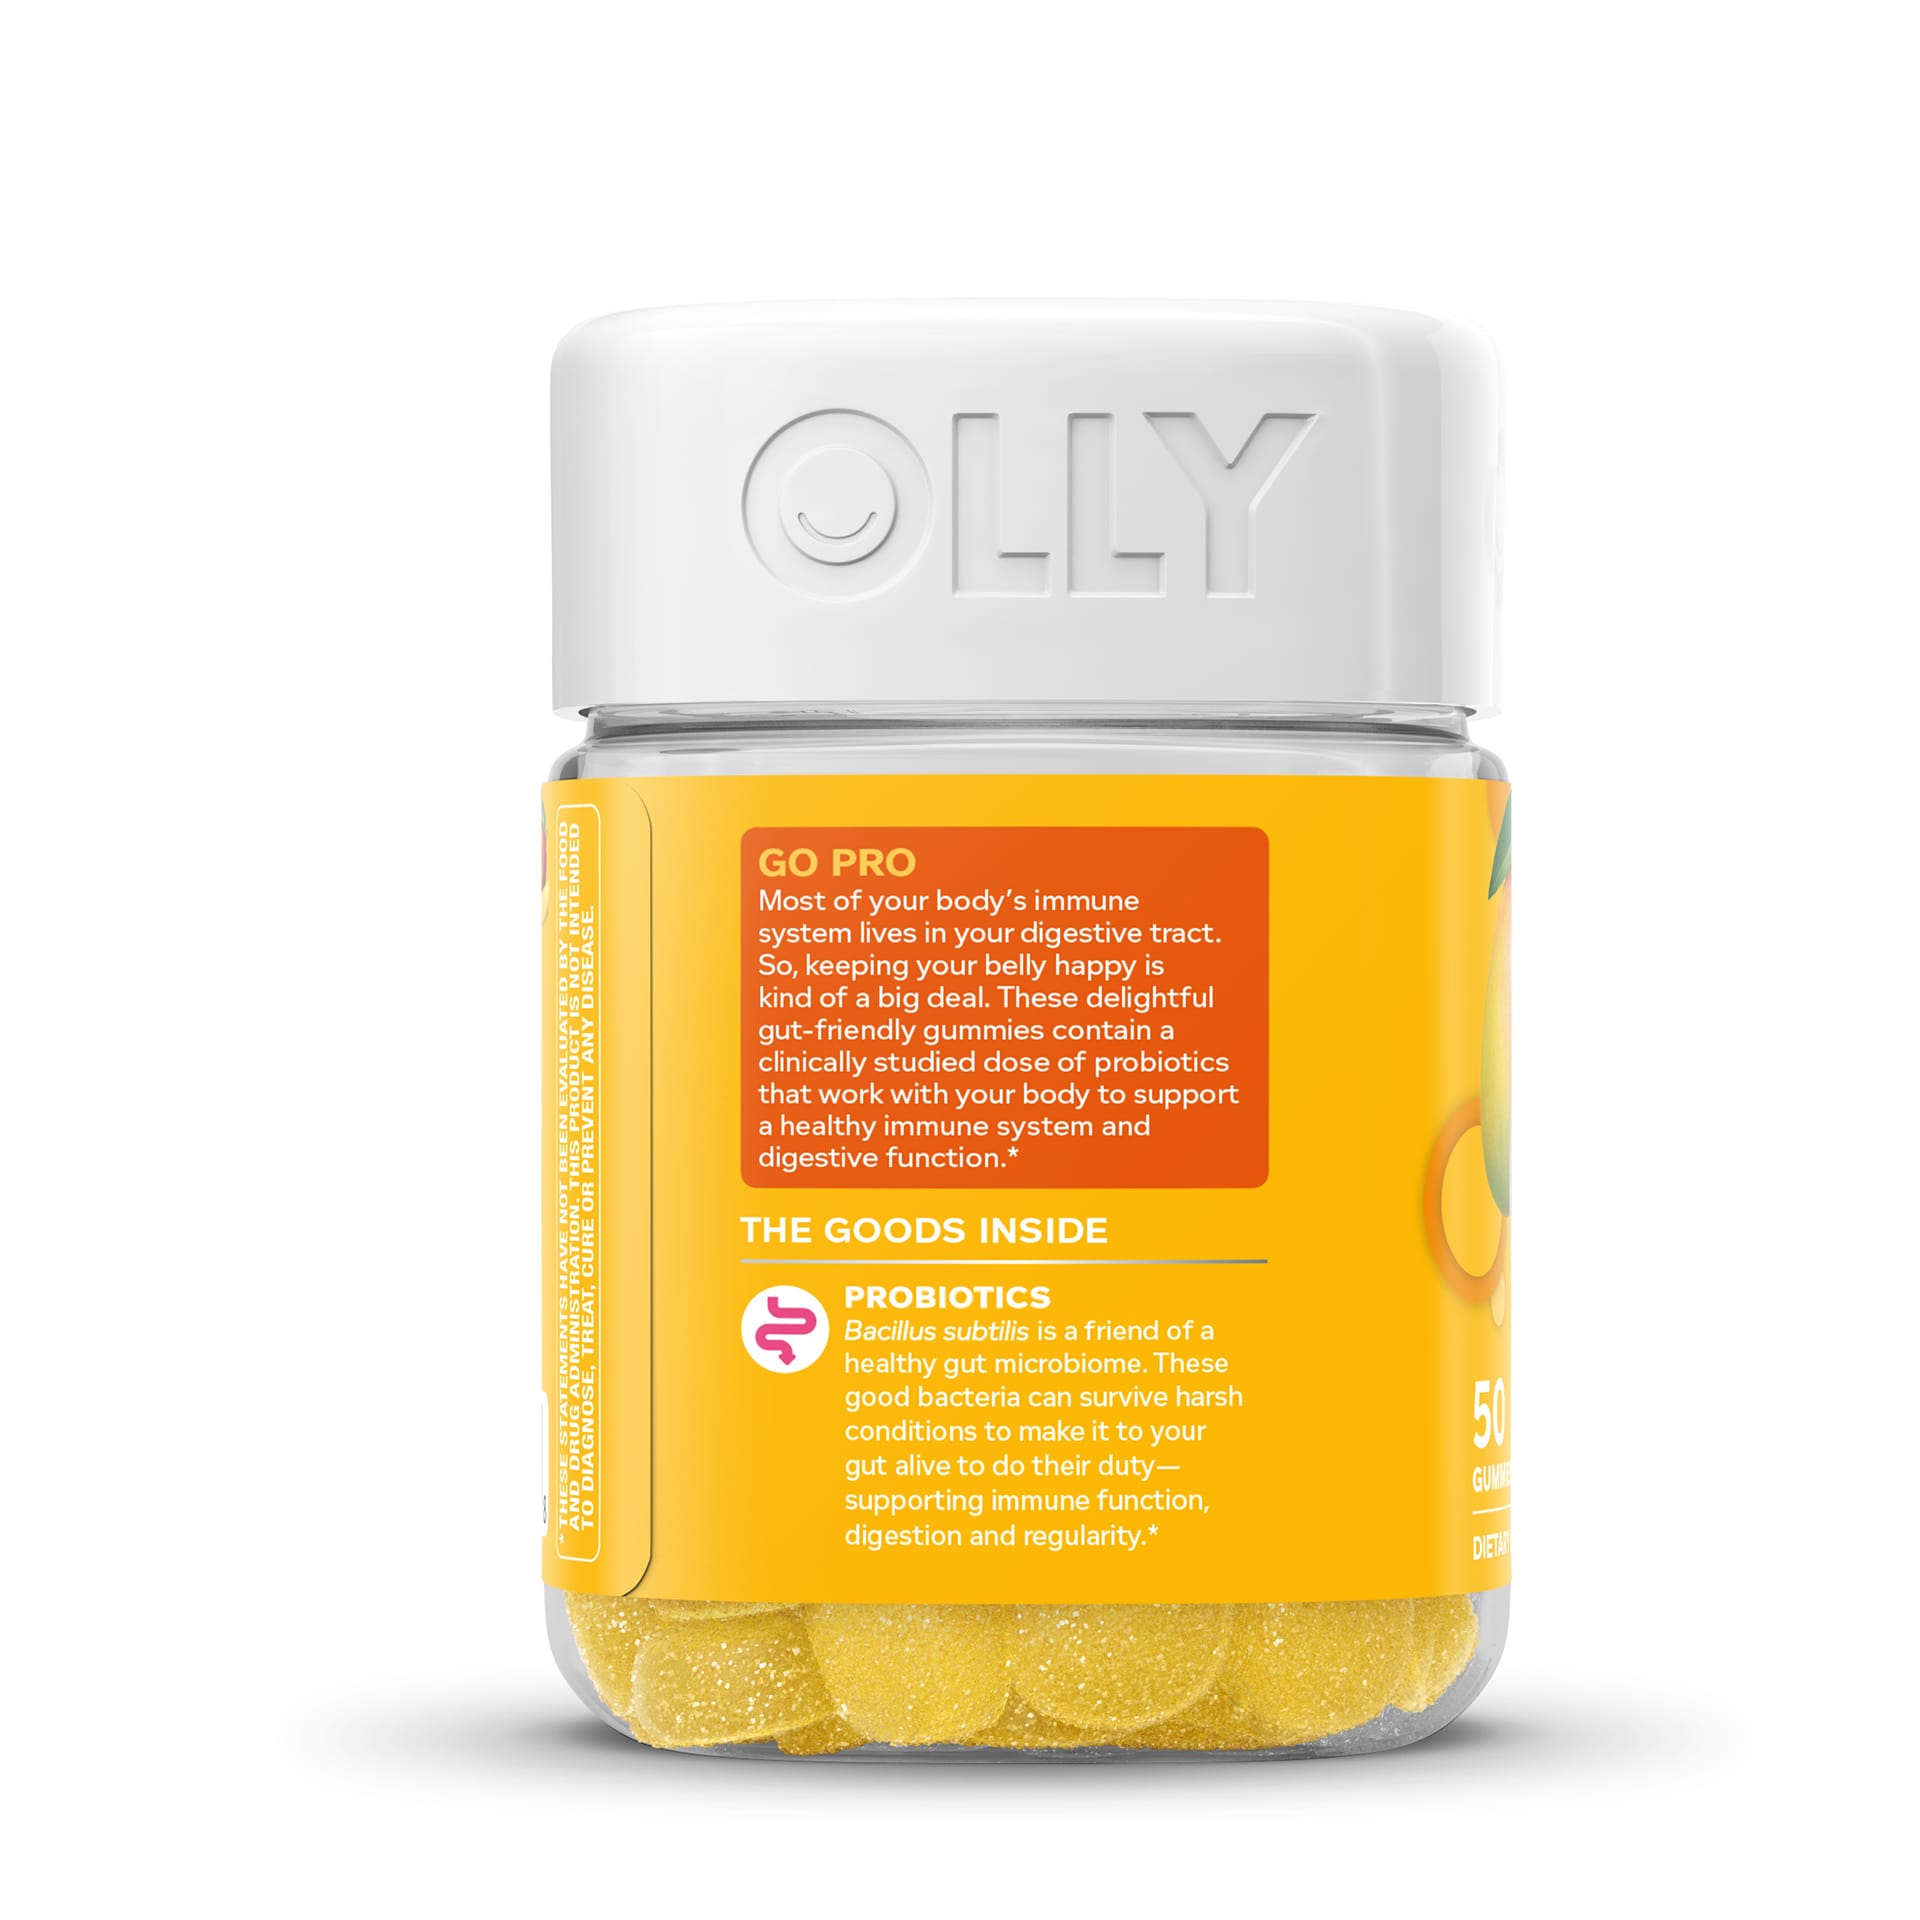 OLLY
* THESE STATEMENTS HAVE NOT BEEN EVALUATED BY THE FOOD
AND DRUG ADMINISTRATION. THIS PRODUCT IS NOT INTENDED
TO DIAGNOSE, TREAT, CURE OR PREVENT ANY DISEASE.
GO PRO
Most of your body’s immune
system lives in your digestive tract.
So, keeping your belly happy is
kind of a big deal. These delightful
gut-friendly gummies contain a
clinically studied dose of probiotics
that work with your body to support
a healthy immune system and
digestive function.*
THE GOODS INSIDE
PROBIOTICS
Bacillus subtilis is a friend of a
healthy gut microbiome. These
good bacteria can survive harsh
conditions to make it to your
gut alive to do their duty—
supporting immune function,
digestion and regularity.*
50
DIETARY